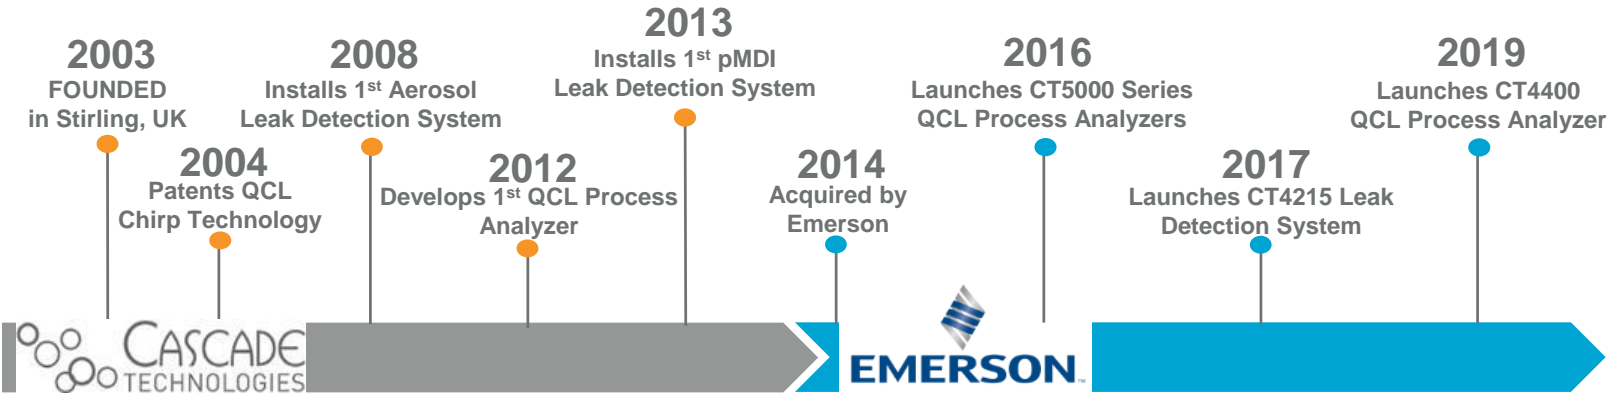 2003
FOUNDED
in Stirling, UK
2004
Patents QCL
Chirp Technology
2008
Installs 1st Aerosol
Leak Detection System
2012
Develops 1st QCL Process
Analyzer
2013
Installs 1st pMDI
Leak Detection System
2014
Acquired by
Emerson
2016
Launches CT5000 Series
QCL Process Analyzers
2017
Launches CT4215 Leak
Detection System
2019
Launches CT4400
QCL Process Analyzer
CASCADE
TECHNOLOGIES
EMERSON™